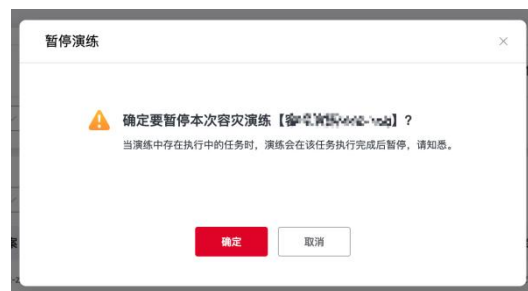 暂停演练
确定要暂停本次容灾演练【】?
当演练中存在执行中的任务时，演练会在该任务执行完成后暂停，请知悉。
确定
取消